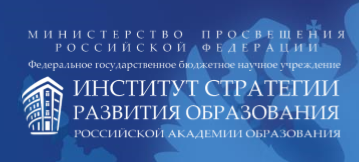 МИНИСТЕРСТВО ПРОСВЕЩЕНИЯ
РОССИЙСКОЙ ФЕДЕРАЦИИ
Федеральное государственное бюджетное научное учреждение
ИНСТИТУТ СТРАТЕГИИ
РАЗВИТИЯ ОБРАЗОВАНИЯ
РОССИЙСКОЙ АКАДЕМИИ ОБРАЗОВАНИЯ